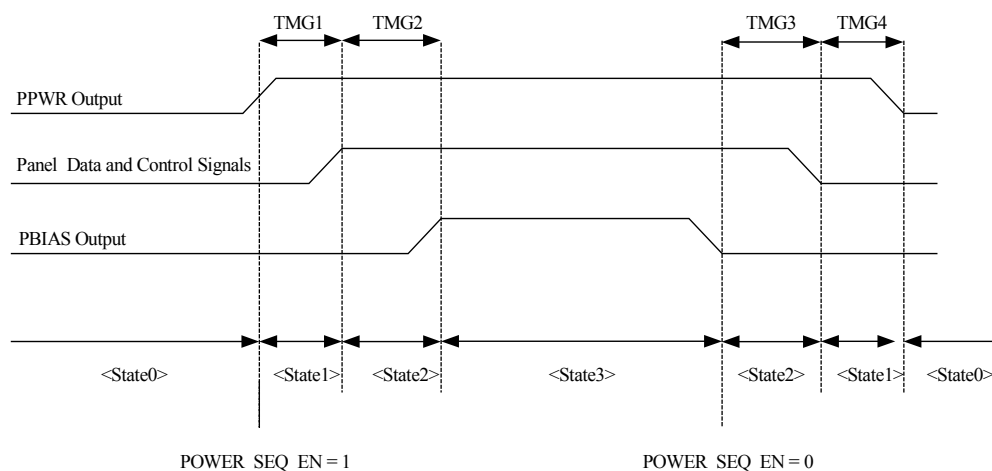 TMG1 TMG2 TMG3 TMG4
PPWR Output
Panel Data and Control Signals
PBIAS Output
<State0> <State1> <State2> <State3> <State2> <State1> <State0>
POWER SEQ EN = 1 POWER SEQ EN = 0